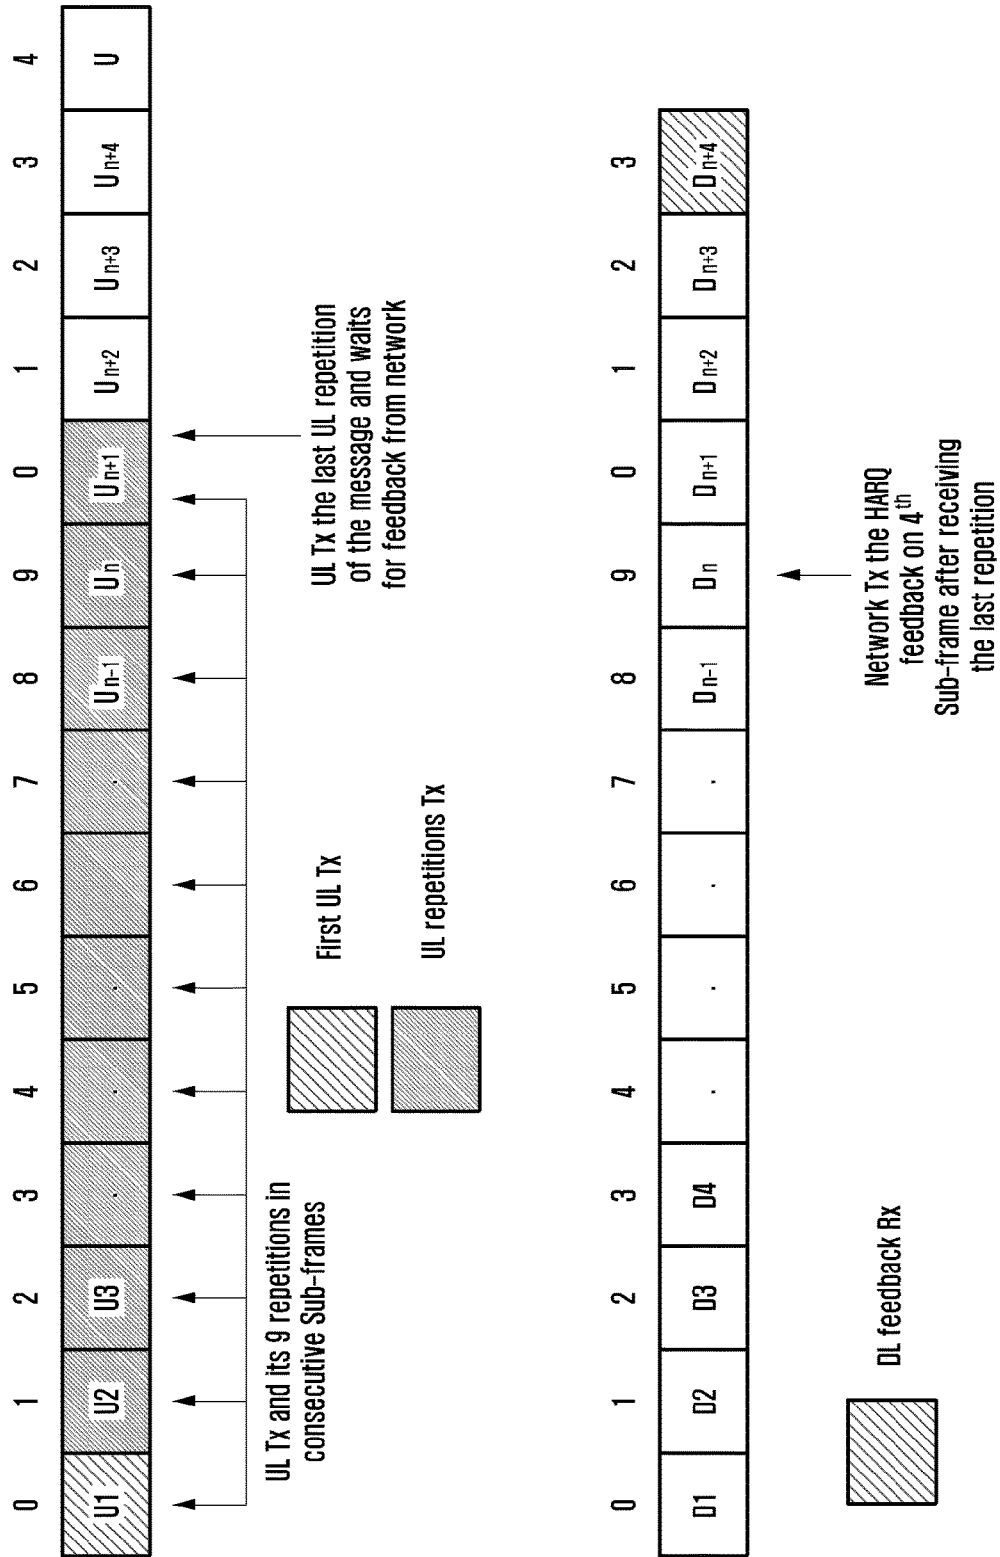 0 1 2 3 4 5 6 7 8 9 0 1 2 3 4
U1 U2 U3 . . . . Un-1 Un Un+1 Un+2 Un+3 Un+4 U
UL Tx and its 9 repetitions in
consecutive Sub-frames
UL Tx the last UL repetition
of the message and waits
for feedback from network
First UL Tx
UL repetitions Tx
0 1 2 3 4 5 6 7 8 9 0 1 2 3
D1 D2 D3 D4 . . . . Dn-1 Dn Dn+1 Dn+2 Dn+3 Dn+4
DL feedback Rx
Network Tx the HARQ
feedback on 4th
Sub-frame after receiving
the last repetition